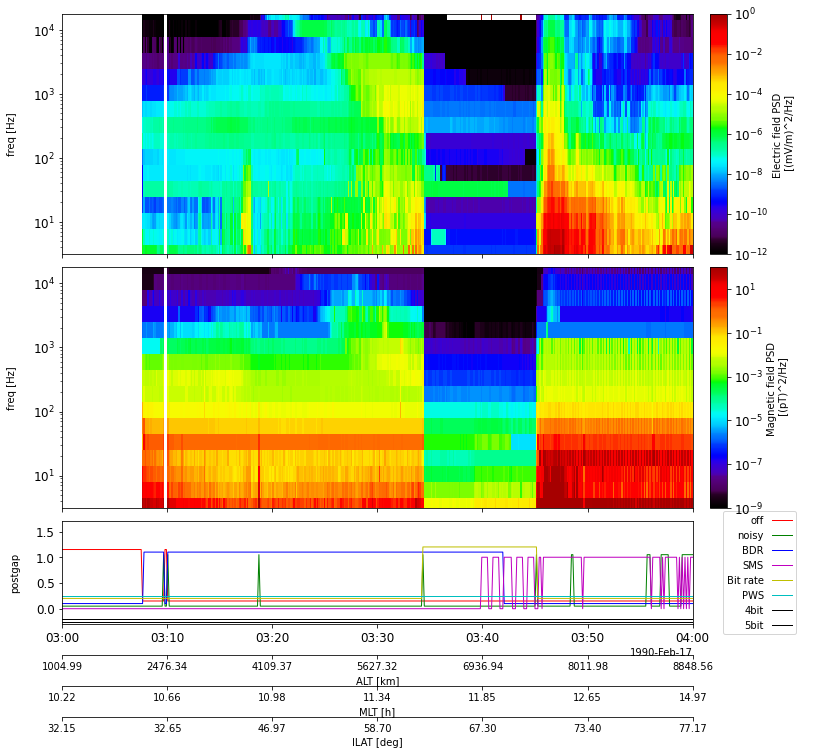 10^4
10^3
10^2
10^1
freq [Hz]
10^0
10^-2
10^-4
10^-6
10^-8
10^-10
10^-12
Electric field PSD
[(mV/m)^2/Hz]
10^4
10^3
10^2
10^1
freq [Hz]
10^1
10^-1
10^-3
10^-5
10^-7
10^-9
Magnetic field PSD
[(pT)^2/Hz]
1.5
1.0
0.5
0.0
postgap
off
noisy
BDR
SMS
Bit rate
PWS
4bit
5bit
03:00 03:10 03:20 03:30 03:40 03:50 04:00
1990-Feb-17
1004.99 2476.34 4109.37 5627.32 6936.94 8011.98 8848.56
ALT [km]
10.22 10.66 10.98 11.34 11.85 12.65 14.97
MLT [h]
32.15 32.65 46.97 58.70 67.30 73.40 77.17
ILAT [deg]